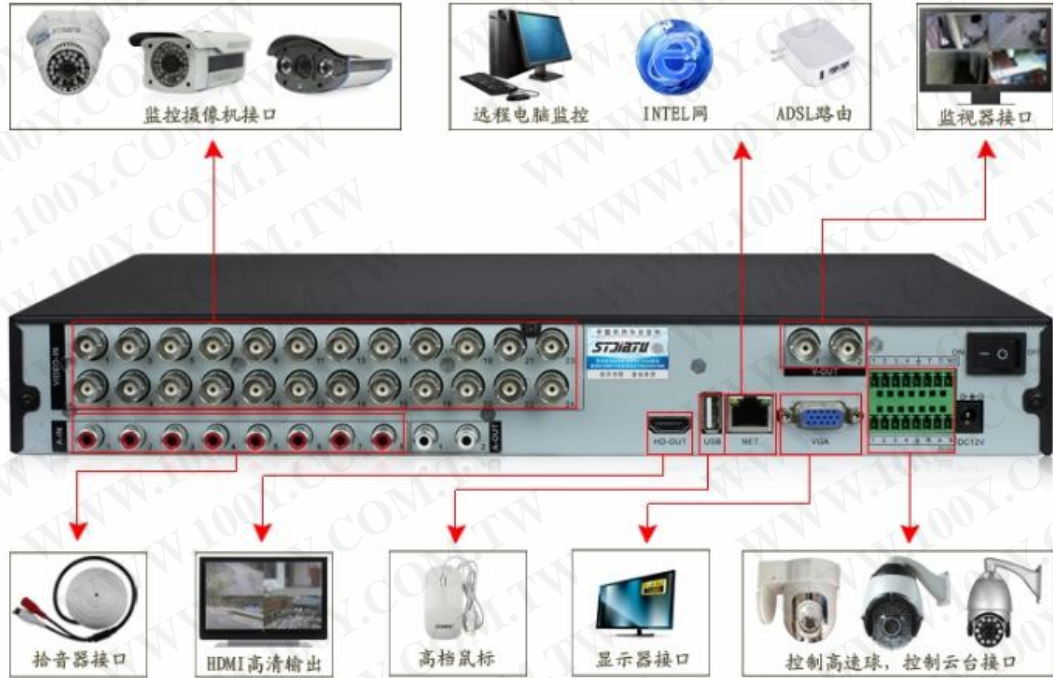 监控摄像机接口
远程电脑监控
INTEL网
ADSL路由
监视器接口
VIDEO-IN
STJIATU
V-OUT
ON
A-IN
A-OUT
HD-OUT
USB
NET
VGA
DC12V
拾音器接口
HDMI高清输出
高档鼠标
显示器接口
控制高速球，控制云台接口
WWW.100Y.COM.TW